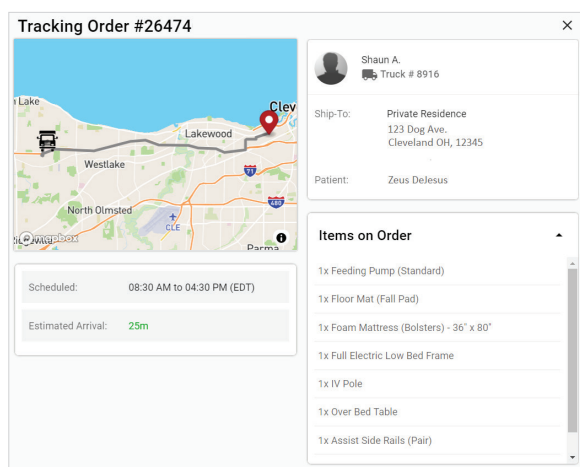 Tracking Order #26474
Lake
Clev
Lakewood
Westlake
71
North Olmsted
480
CLE
mapbox
Parma
Scheduled: 08:30 AM to 04:30 PM (EDT)
Estimated Arrival: 25m
Shaun A.
Truck # 8916
Ship-To: Private Residence
123 Dog Ave.
Cleveland OH, 12345
Patient: Zeus DeJesus
Items on Order
1x Feeding Pump (Standard)
1x Floor Mat (Fall Pad)
1x Foam Mattress (Bolsters) - 36" x 80"
1x Full Electric Low Bed Frame
1x IV Pole
1x Over Bed Table
1x Assist Side Rails (Pair)